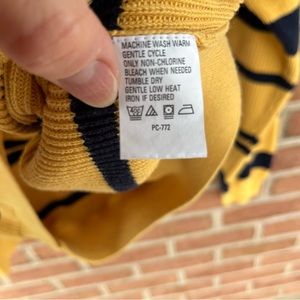 MACHINE WASH WARM
GENTLE CYCLE
ONLY NON-CHLORINE
BLEACH WHEN NEEDED
TUMBLE DRY
GENTLE LOW HEAT
IRON IF DESIRED
PC-772